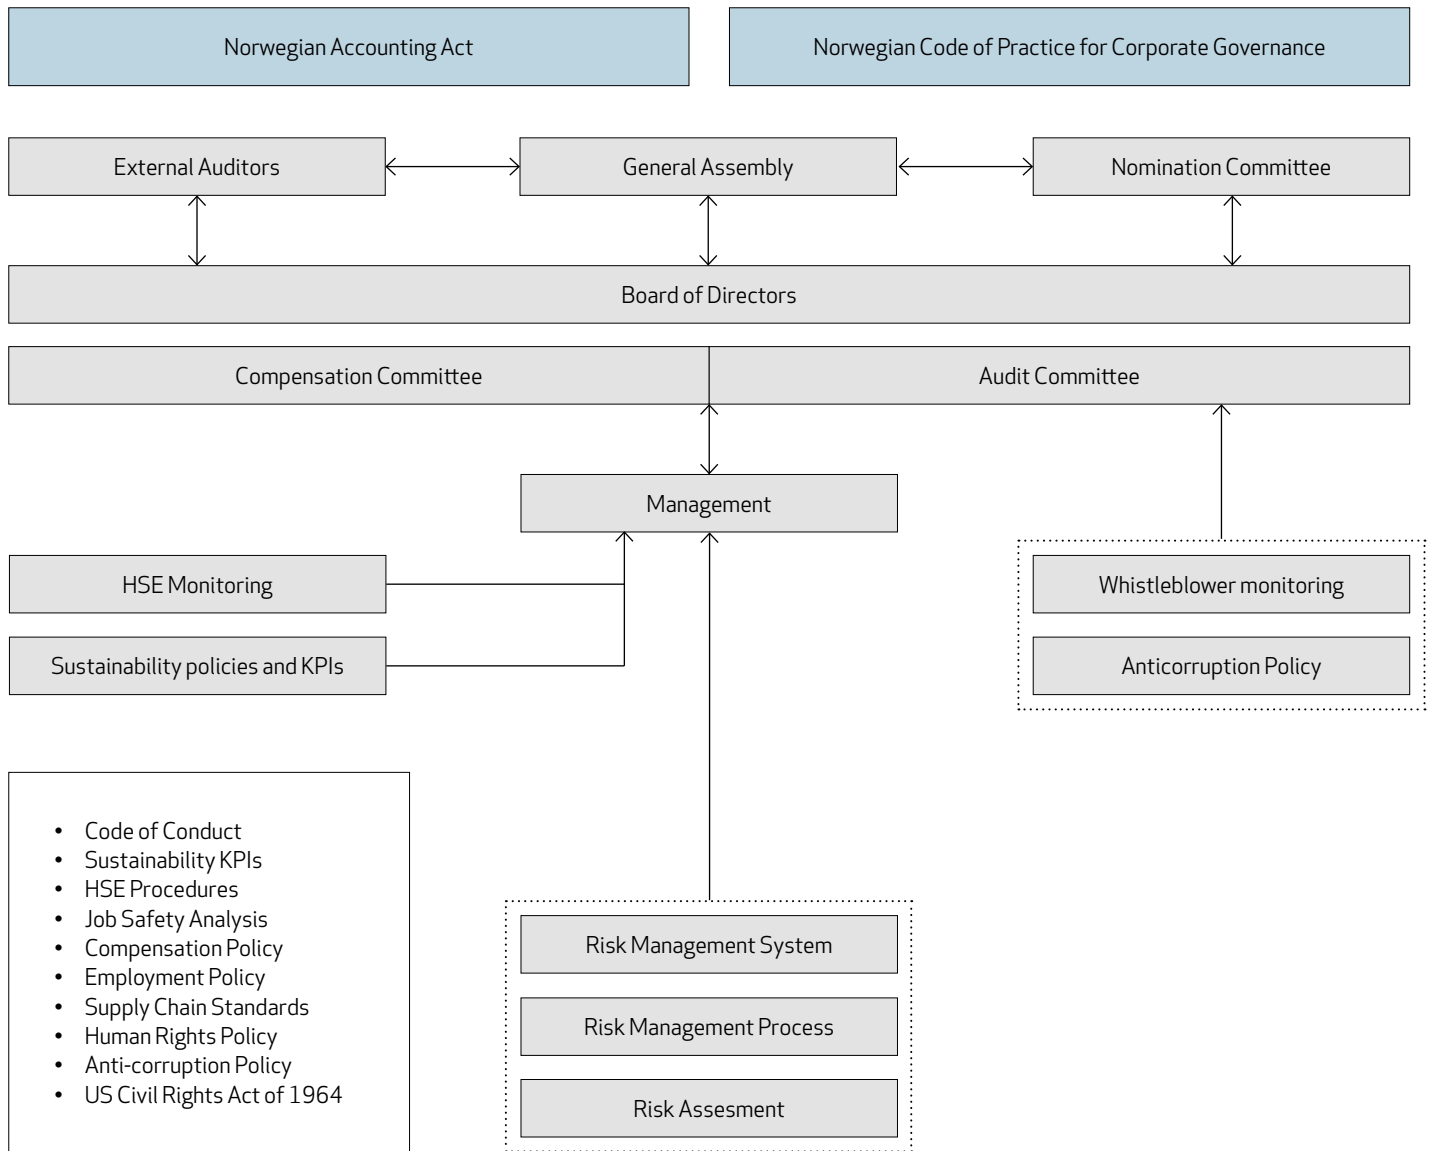 Norwegian Accounting Act
Norwegian Code of Practice for Corporate Governance
External Auditors
General Assembly
Nomination Committee
Board of Directors
Compensation Committee
Audit Committee
Management
HSE Monitoring
Whistleblower monitoring
Sustainability policies and KPIs
Anticorruption Policy
• Code of Conduct
• Sustainability KPIs
• HSE Procedures
• Job Safety Analysis
• Compensation Policy
• Employment Policy
• Supply Chain Standards
• Human Rights Policy
• Anti-corruption Policy
• US Civil Rights Act of 1964
Risk Management System
Risk Management Process
Risk Assesment